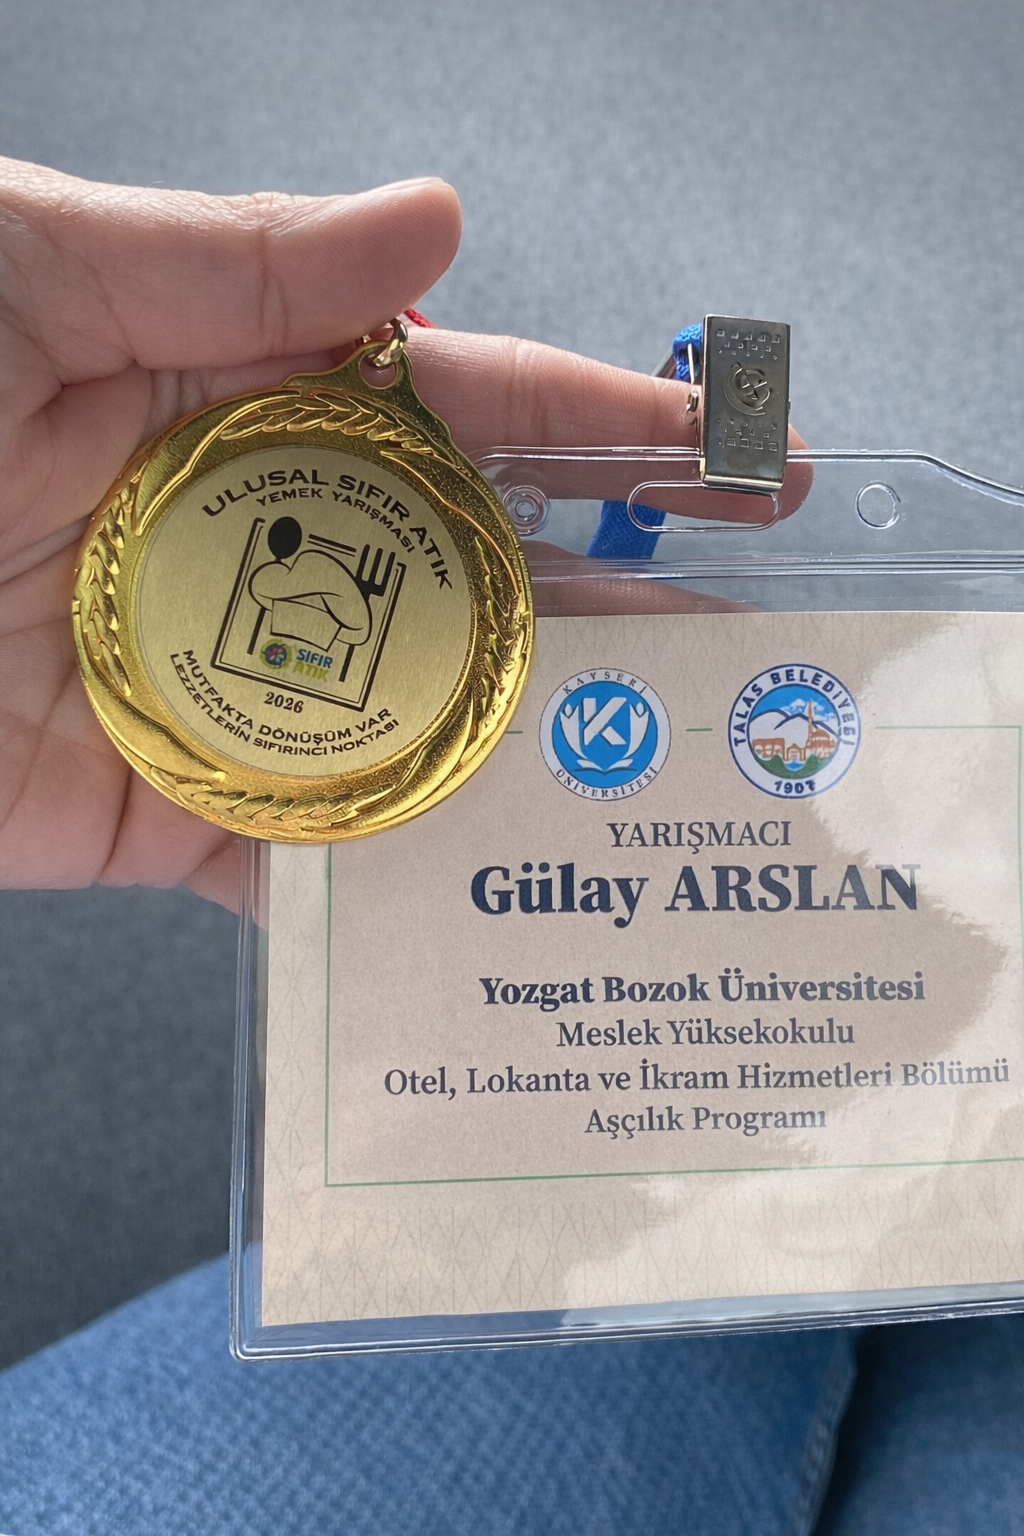 ULUSAL SIFIR ATIK
YEMEK YARIŞMASI
SIFIR
ATIK
2026
MUTFAKTA DÖNÜŞÜM VAR
LEZZETLERİN SIFIRINCI NOKTASI
KAYSERİ
ÜNİVERSİTESİ
TALAS BELEDİYESİ
1907
YARIŞMACI
Gülay ARSLAN
Yozgat Bozok Üniversitesi
Meslek Yüksekokulu
Otel, Lokanta ve İkram Hizmetleri Bölümü
Aşçılık Programı